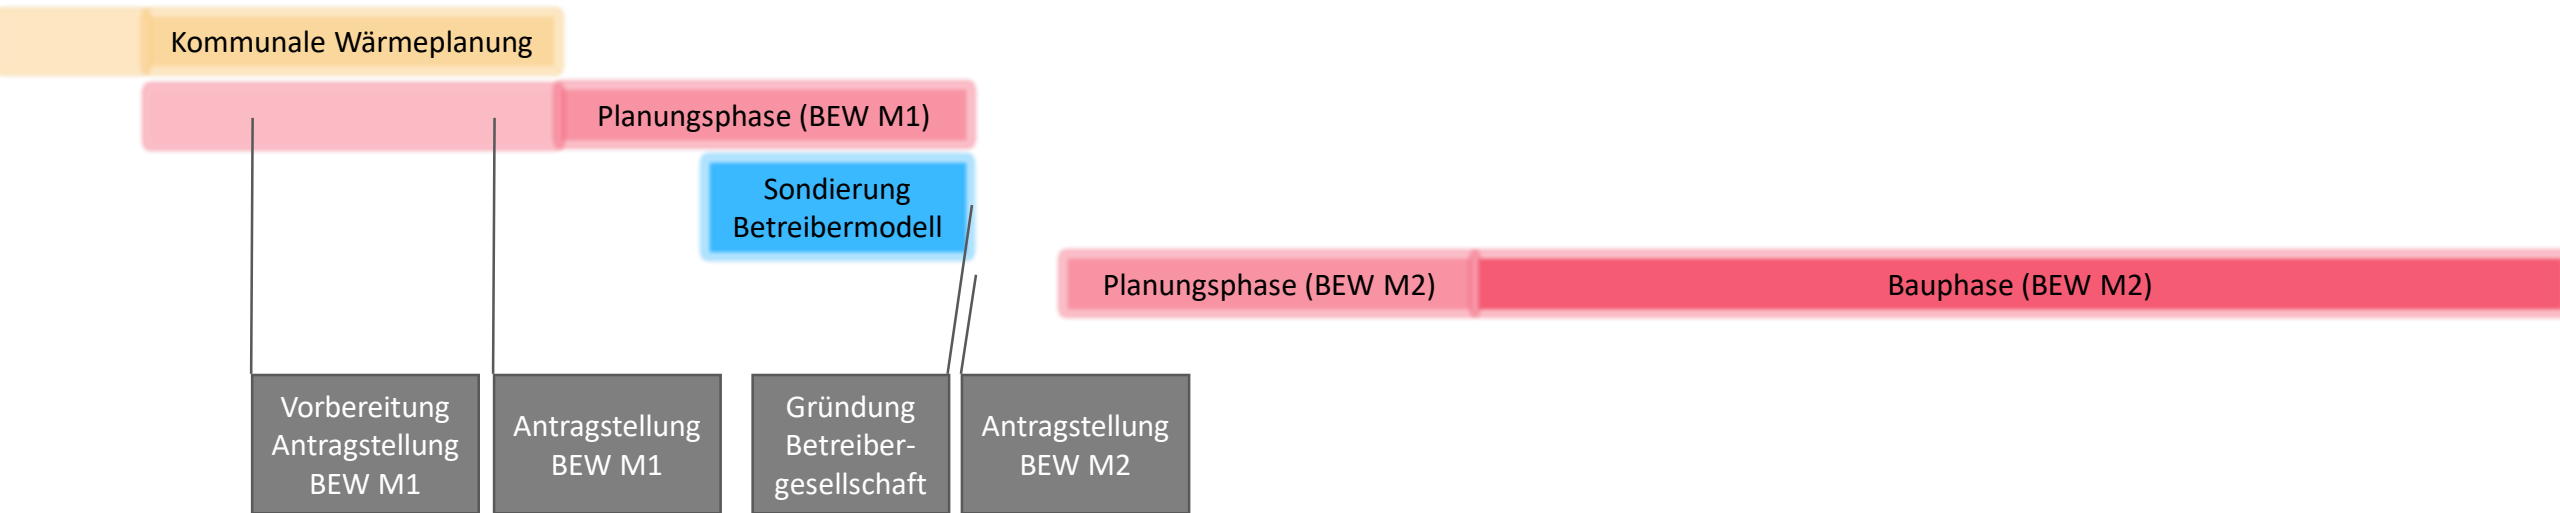 Kommunale Wärmeplanung
Planungsphase (BEW M1)
Sondierung
Betreibermodell
Planungsphase (BEW M2)
Bauphase (BEW M2)
Vorbereitung
Antragstellung
BEW M1
Antragstellung
BEW M1
Gründung
Betreiber-
gesellschaft
Antragstellung
BEW M2